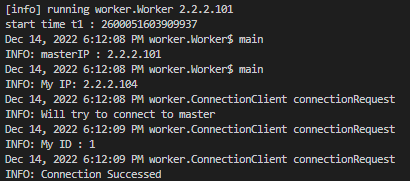 [info] running worker.Worker 2.2.2.101
start time t1 : 2600051603909937
Dec 14, 2022 6:12:08 PM worker.Worker$ main
INFO: masterIP : 2.2.2.101
Dec 14, 2022 6:12:08 PM worker.Worker$ main
INFO: My IP: 2.2.2.104
Dec 14, 2022 6:12:08 PM worker.ConnectionClient connectionRequest
INFO: Will try to connect to master
Dec 14, 2022 6:12:09 PM worker.ConnectionClient connectionRequest
INFO: My ID : 1
Dec 14, 2022 6:12:09 PM worker.ConnectionClient connectionRequest
INFO: Connection Successed